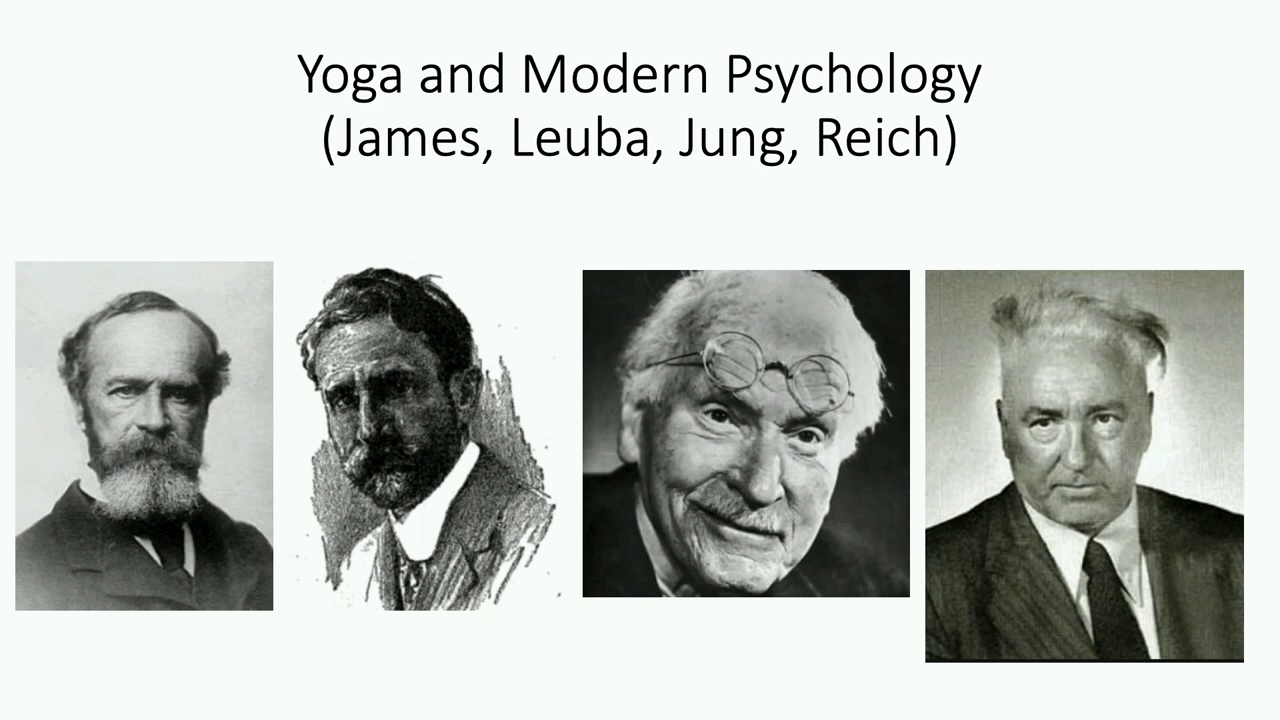 Yoga and Modern Psychology
(James, Leuba, Jung, Reich)